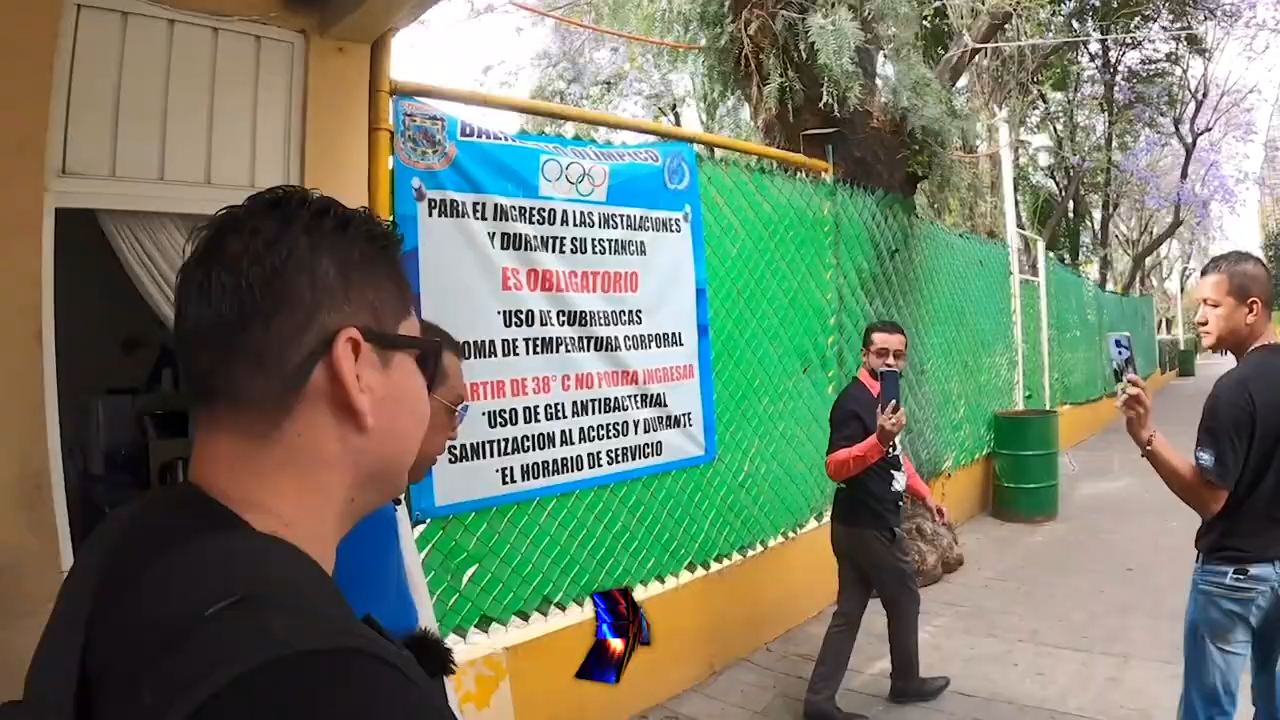 OLÍMPICO
PARA EL INGRESO A LAS INSTALACIONES
Y DURANTE SU ESTANCIA
ES OBLIGATORIO
*USO DE CUBREBOCAS
OMA DE TEMPERATURA CORPORAL
ARTIR DE 38° C NO PODRA INGRESAR
*USO DE GEL ANTIBACTERIAL
* SANITIZACION AL ACCESO Y DURANTE
*EL HORARIO DE SERVICIO